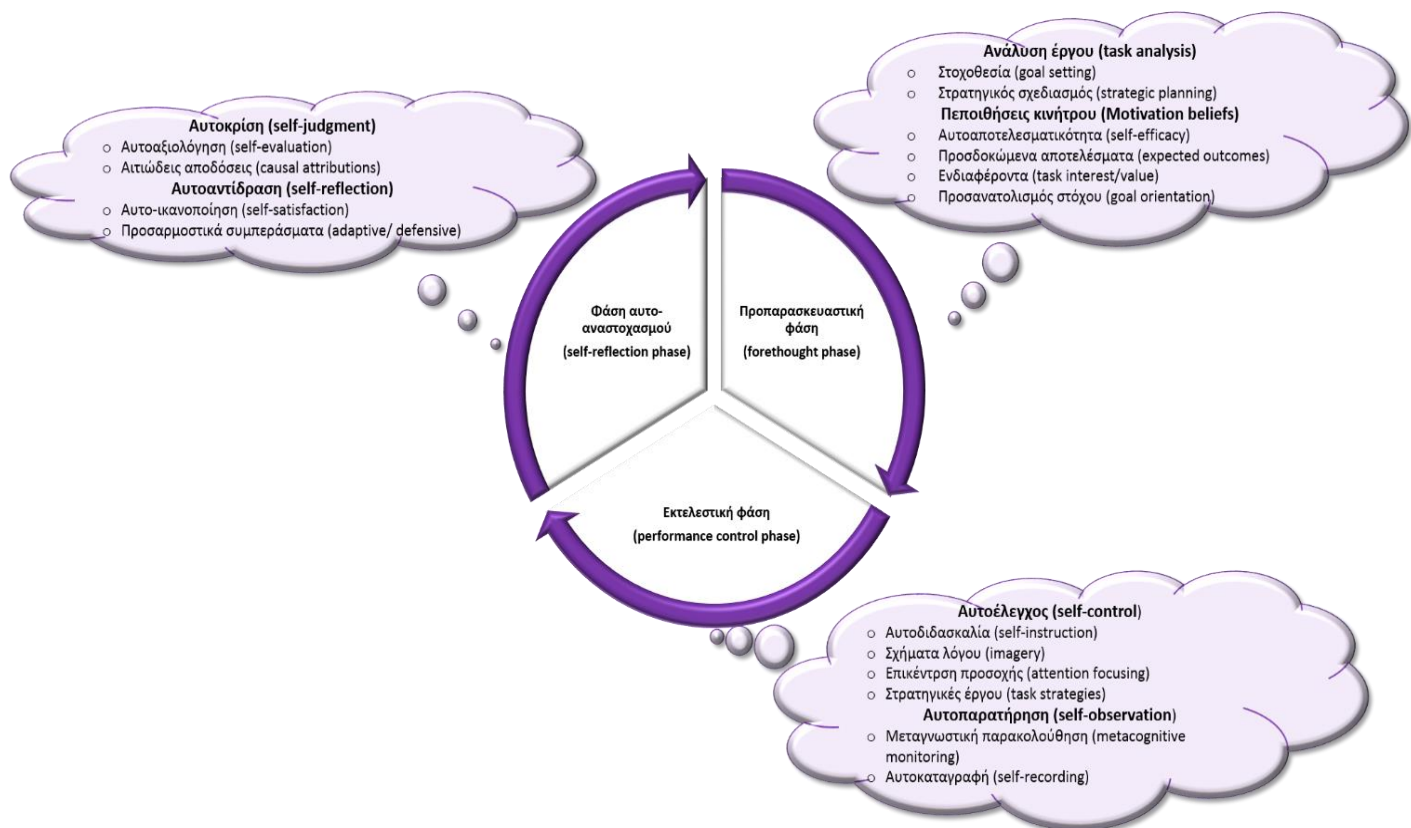 Ανάλυση έργου (task analysis)
○ Στοχοθεσία (goal setting)
○ Στρατηγικός σχεδιασμός (strategic planning)
Πεποιθήσεις κινήτρου (Motivation beliefs)
○ Αυτοαποτελεσματικότητα (self-efficacy)
○ Προσδοκώμενα αποτελέσματα (expected outcomes)
○ Ενδιαφέροντα (task interest/value)
○ Προσανατολισμός στόχου (goal orientation)
Αυτοκρίση (self-judgment)
○ Αυτοαξιολόγηση (self-evaluation)
○ Αιτιώδεις αποδόσεις (causal attributions)
Αυτοαντίδραση (self-reflection)
○ Αυτο-ικανοποίηση (self-satisfaction)
○ Προσαρμοστικά συμπεράσματα (adaptive/ defensive)
Φάση αυτο-
αναστοχασμού
(self-reflection phase)
Προπαρασκευαστική
φάση
(forethought phase)
Εκτελεστική φάση
(performance control phase)
Αυτοέλεγχος (self-control)
○ Αυτοδιδασκαλία (self-instruction)
○ Σχήματα λόγου (imagery)
○ Επικέντρση προσοχής (attention focusing)
○ Στρατηγικές έργου (task strategies)
Αυτοπαρατήρηση (self-observation)
○ Μεταγνωστική παρακολούθηση (metacognitive
monitoring)
○ Αυτοκαταγραφή (self-recording)